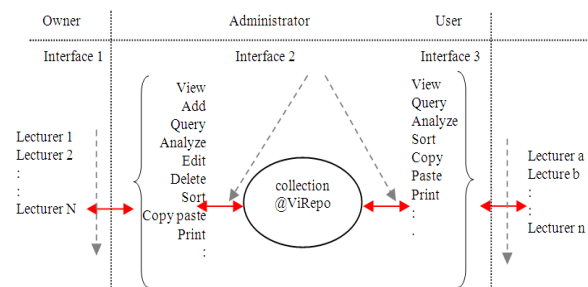 Owner
Administrator
User
Interface 1
Interface 2
Interface 3
Lecturer 1
Lecturer 2
:
:
Lecturer N
View
Add
Query
Analyze
Edit
Delete
Sort
Copy paste
Print
:
collection
@ViRepo
View
Query
Analyze
Sort
Copy
Paste
Print
:
.
Lecturer a
Lecture b
:
:
Lecturer n